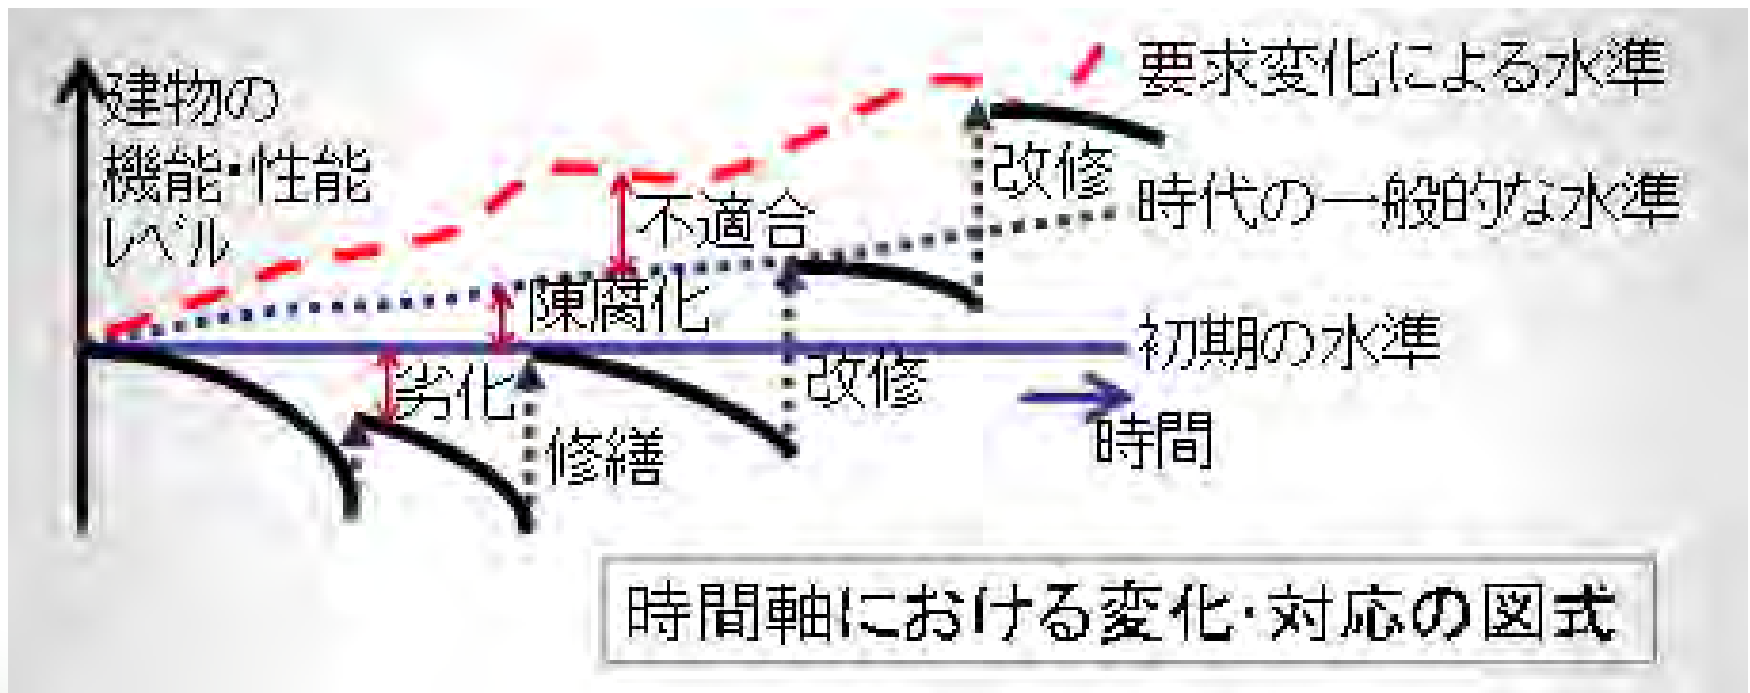 建物の
機能・性能
レベル
要求変化による水準
改修
時代の一般的な水準
不適合
陳腐化
初期の水準
劣化
改修
時間
修繕
時間軸における変化・対応の図式